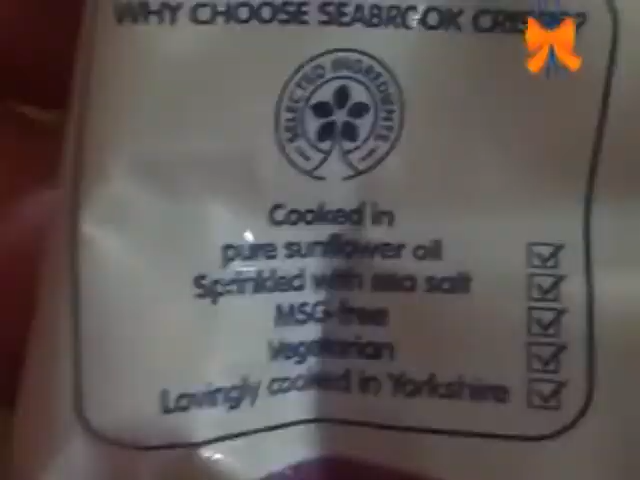 WHY CHOOSE SEABROOK
SELECTED INGREDIENTS
Cooked in
pure sunflower oil
Sprinkled with sea salt
MSG-free
Vegetarian
Lovingly cooked in Yorkshire